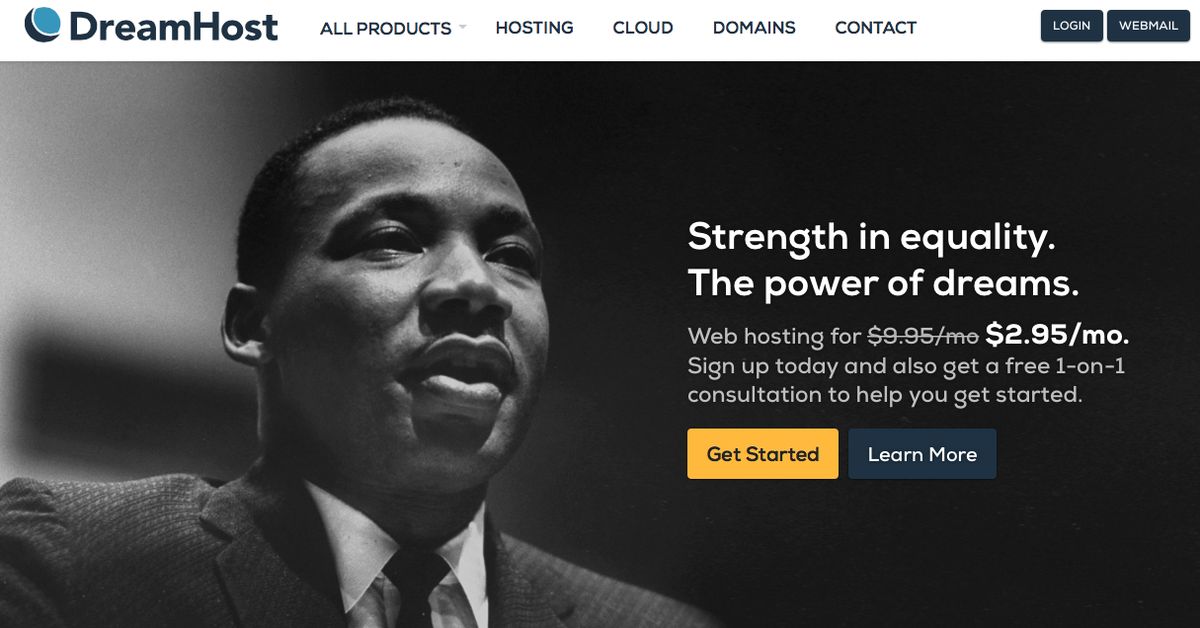 DreamHost
ALL PRODUCTS
HOSTING
CLOUD
DOMAINS
CONTACT
LOGIN
WEBMAIL
Strength in equality.
The power of dreams.
Web hosting for $9.95/mo $2.95/mo.
Sign up today and also get a free 1-on-1
consultation to help you get started.
Get Started
Learn More